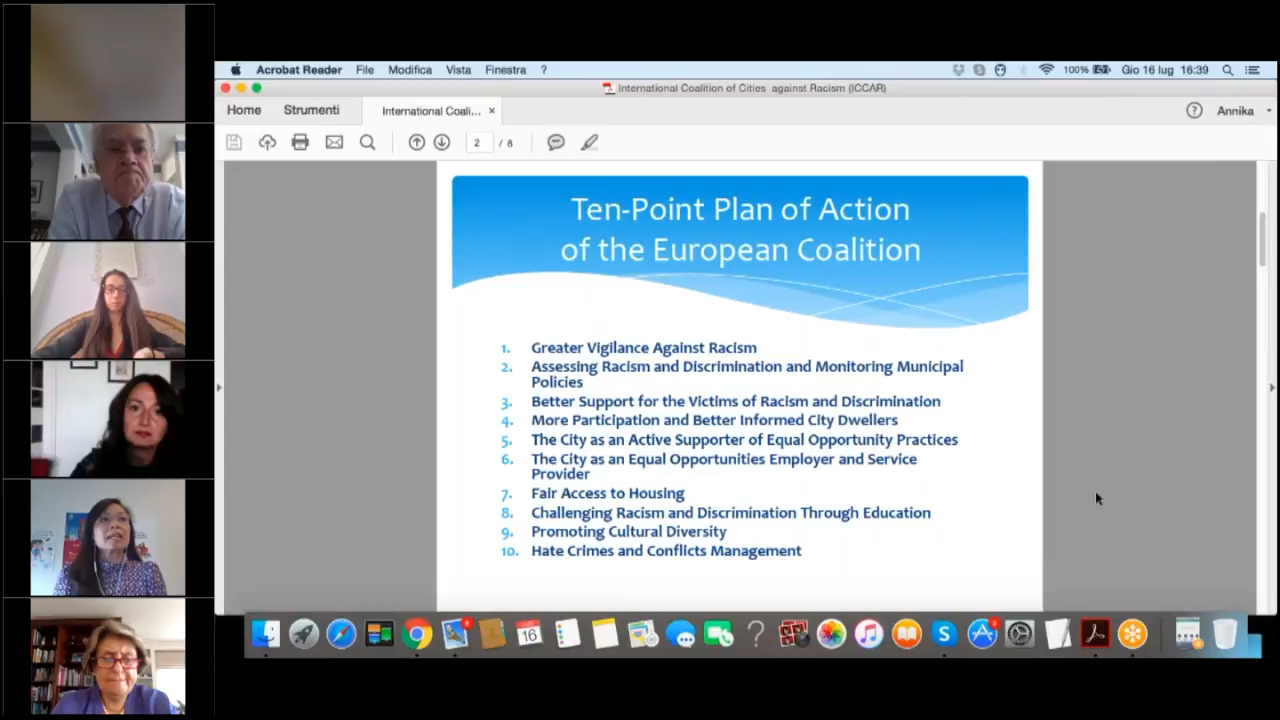 Acrobat Reader File Modifica Vista Finestra ? 100% Gio 16 lug 16:39
International Coalition of Cities against Racism (ICCAR)
Home Strumenti International Coali... × ? Annika
2 / 8
Ten-Point Plan of Action
of the European Coalition
1. Greater Vigilance Against Racism
2. Assessing Racism and Discrimination and Monitoring Municipal
Policies
3. Better Support for the Victims of Racism and Discrimination
4. More Participation and Better Informed City Dwellers
5. The City as an Active Supporter of Equal Opportunity Practices
6. The City as an Equal Opportunities Employer and Service
Provider
7. Fair Access to Housing
8. Challenging Racism and Discrimination Through Education
9. Promoting Cultural Diversity
10. Hate Crimes and Conflicts Management
16